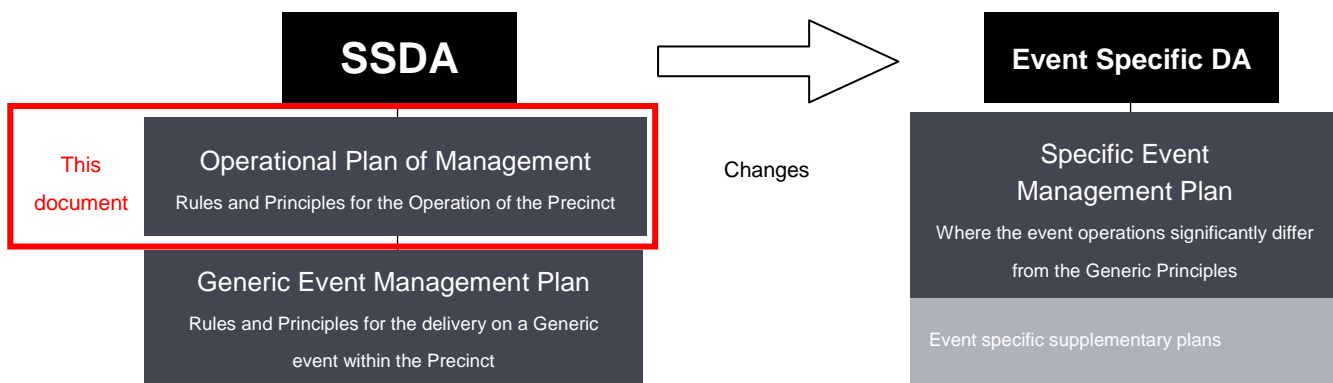 SSDA
This
document
Operational Plan of Management
Rules and Principles for the Operation of the Precinct
Generic Event Management Plan
Rules and Principles for the delivery on a Generic
event within the Precinct
Changes
Event Specific DA
Specific Event
Management Plan
Where the event operations significantly differ
from the Generic Principles
Event specific supplementary plans